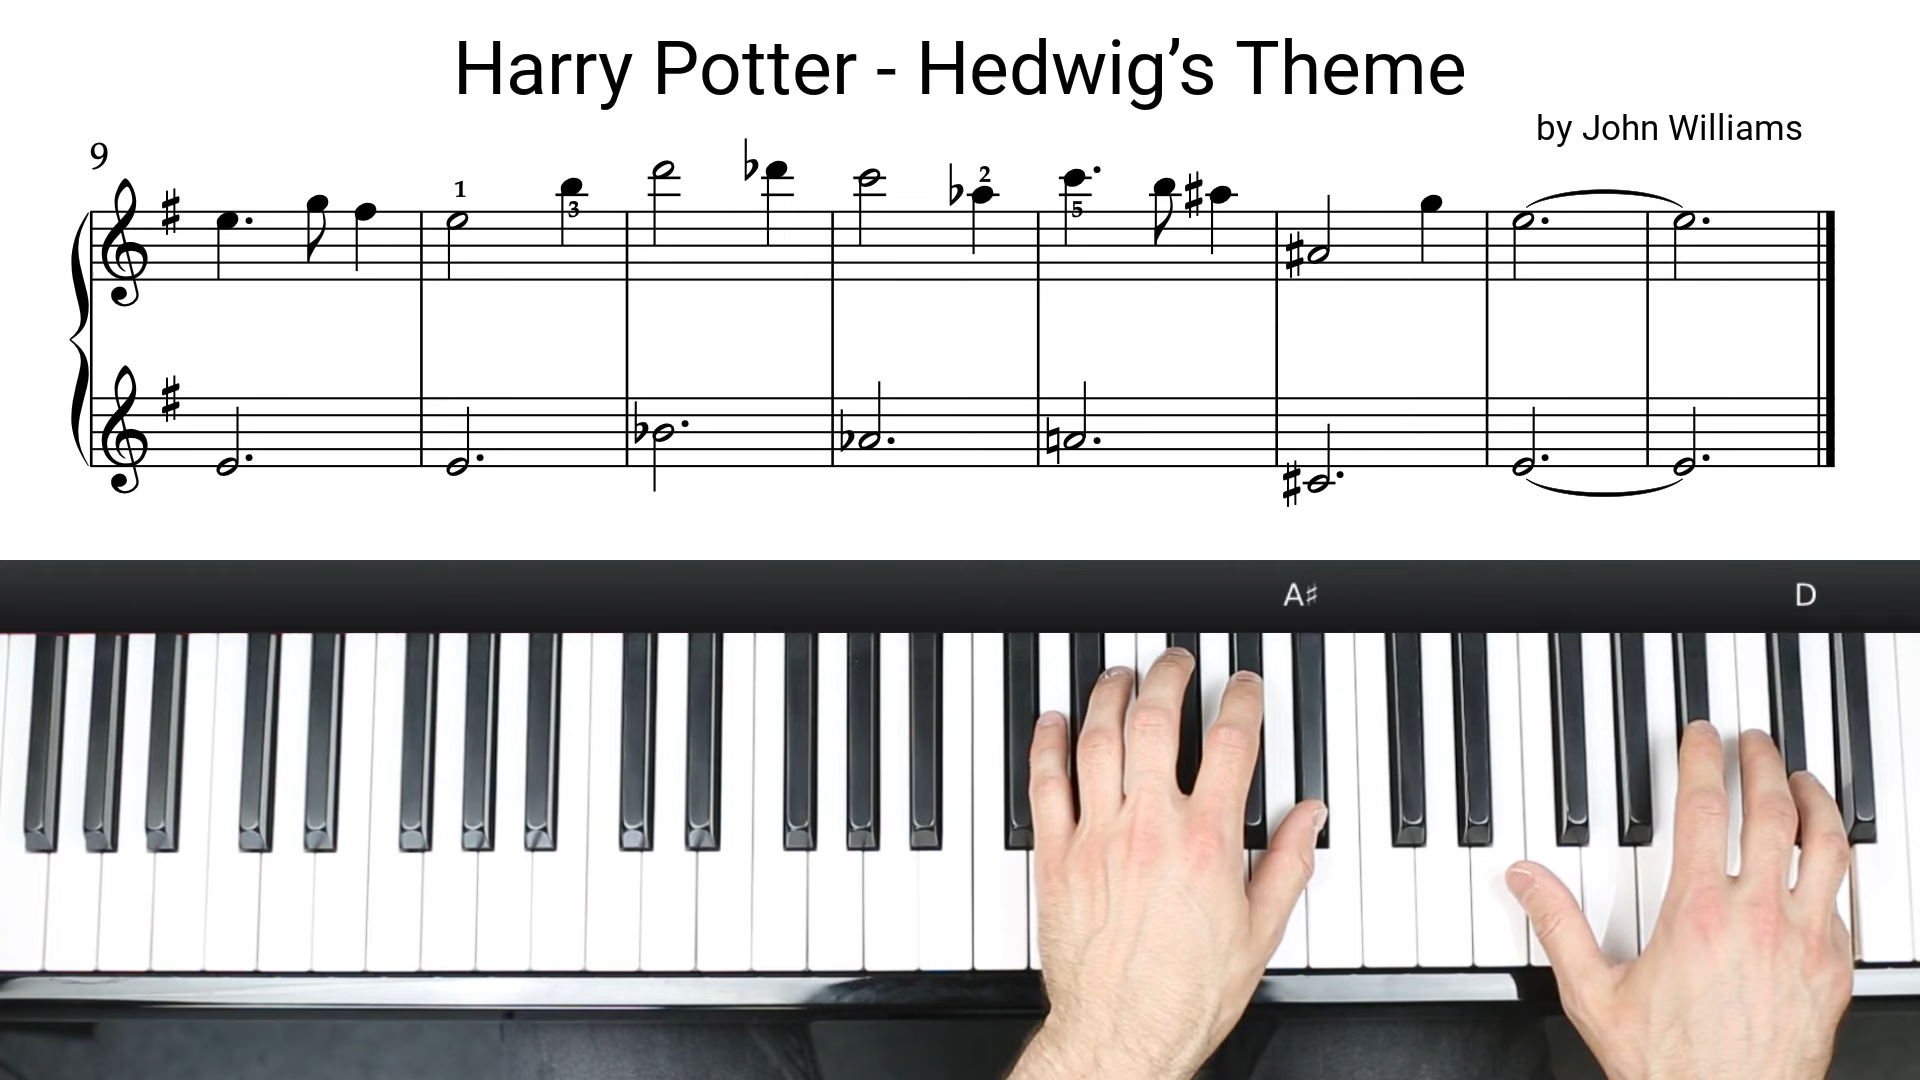 Harry Potter - Hedwig’s Theme
by John Williams
9
1
3
2
5
A♯
D